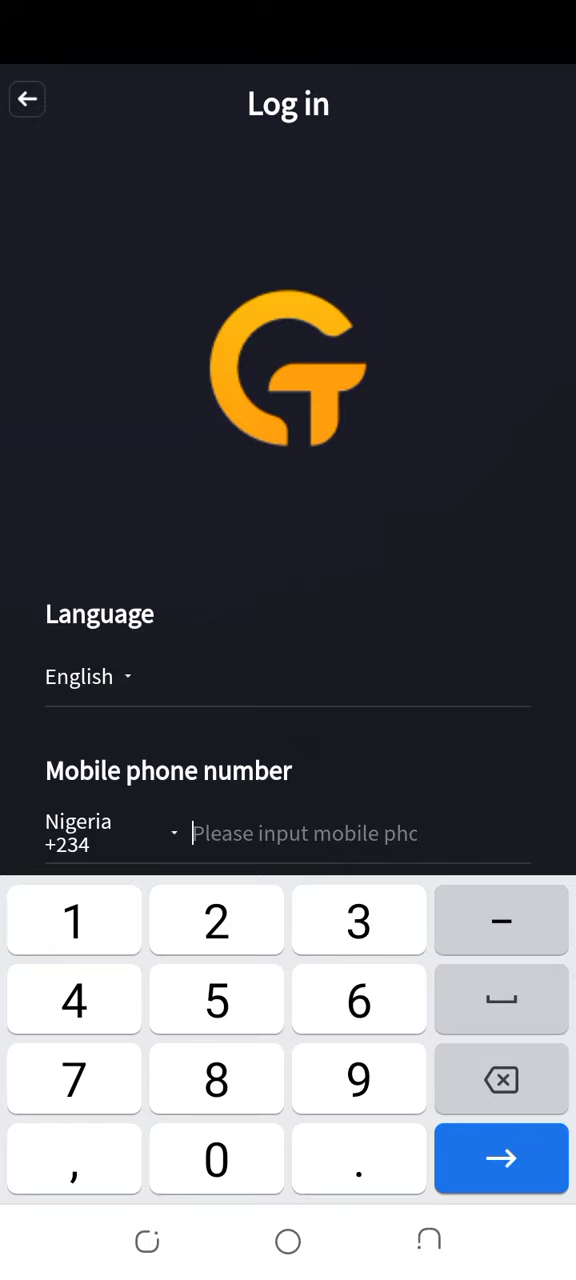 Log in
Language
English
Mobile phone number
Nigeria
+234
Please input mobile phc
1 2 3 –
4 5 6
7 8 9
, 0 .